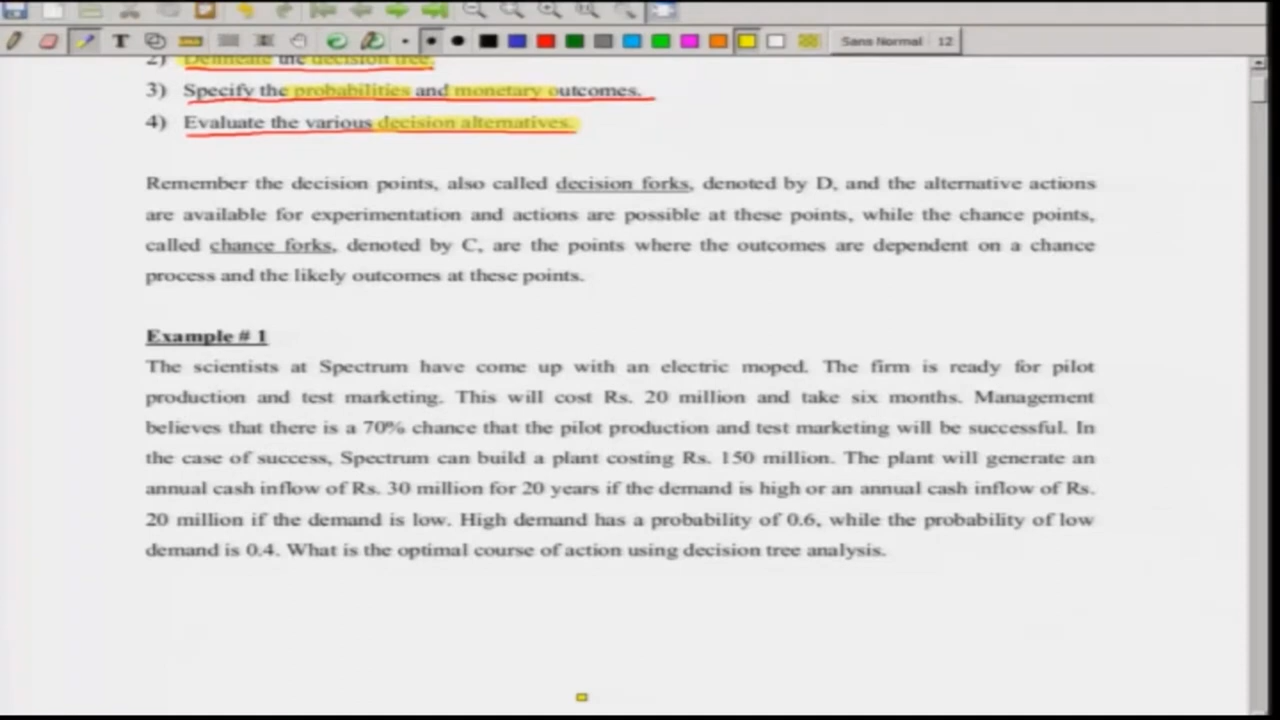 Sans Normal 12
2) Delineate the decision tree.
3) Specify the probabilities and monetary outcomes.
4) Evaluate the various decision alternatives.
Remember the decision points, also called decision forks, denoted by D, and the alternative actions
are available for experimentation and actions are possible at these points, while the chance points,
called chance forks, denoted by C, are the points where the outcomes are dependent on a chance
process and the likely outcomes at these points.
Example # 1
The scientists at Spectrum have come up with an electric moped. The firm is ready for pilot
production and test marketing. This will cost Rs. 20 million and take six months. Management
believes that there is a 70% chance that the pilot production and test marketing will be successful. In
the case of success, Spectrum can build a plant costing Rs. 150 million. The plant will generate an
annual cash inflow of Rs. 30 million for 20 years if the demand is high or an annual cash inflow of Rs.
20 million if the demand is low. High demand has a probability of 0.6, while the probability of low
demand is 0.4. What is the optimal course of action using decision tree analysis.